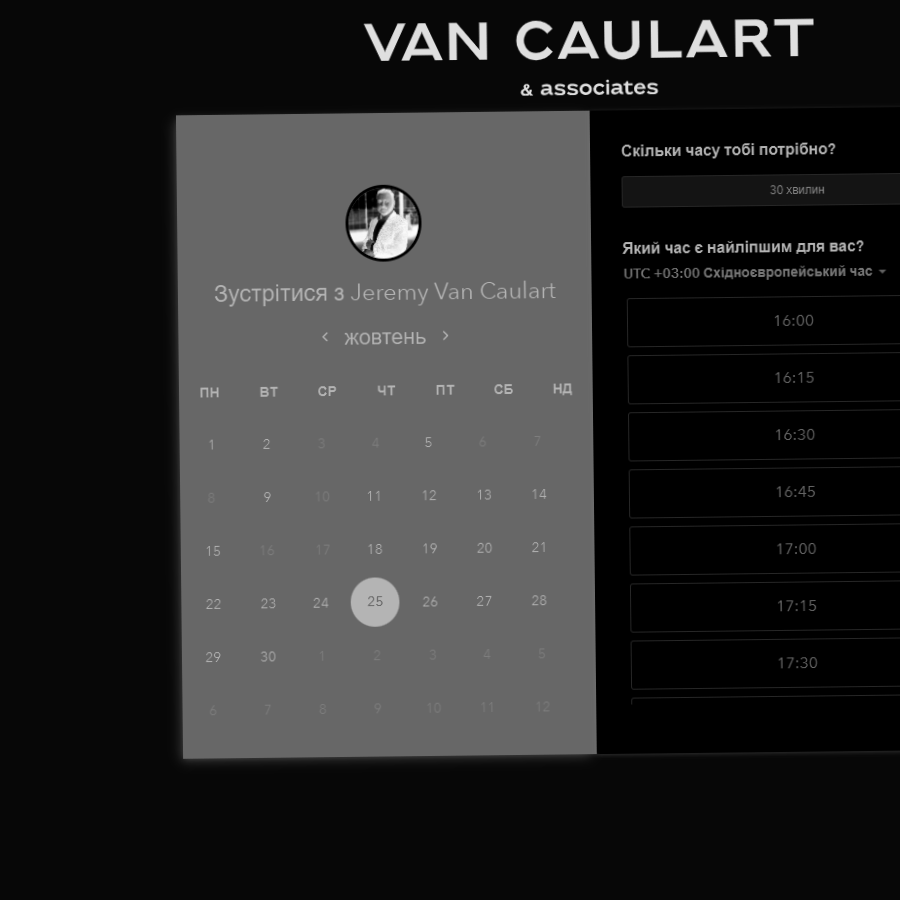 VAN CAULART
& associates
Зустрітися з Jeremy Van Caulart
жовтень
ПН ВТ СР ЧТ ПТ СБ НД
1 2 3 4 5 6 7
8 9 10 11 12 13 14
15 16 17 18 19 20 21
22 23 24 25 26 27 28
29 30 1 2 3 4 5
6 7 8 9 10 11 12
Скільки часу тобі потрібно?
30 хвилин
Який час є найліпшим для вас?
UTC +03:00 Східноєвропейський час
16:00
16:15
16:30
16:45
17:00
17:15
17:30